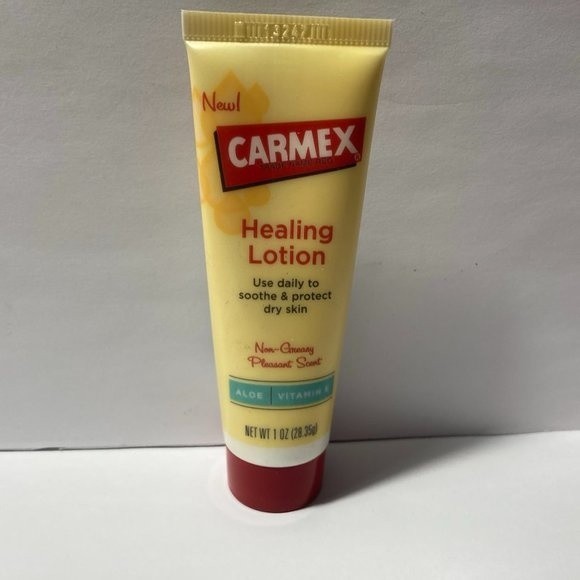 New!
CARMEX
Healing
Lotion
Use daily to
soothe & protect
dry skin
Non-Greasy
Pleasant Scent
ALOE VITAMIN E
NET WT 1 OZ (28.35g)